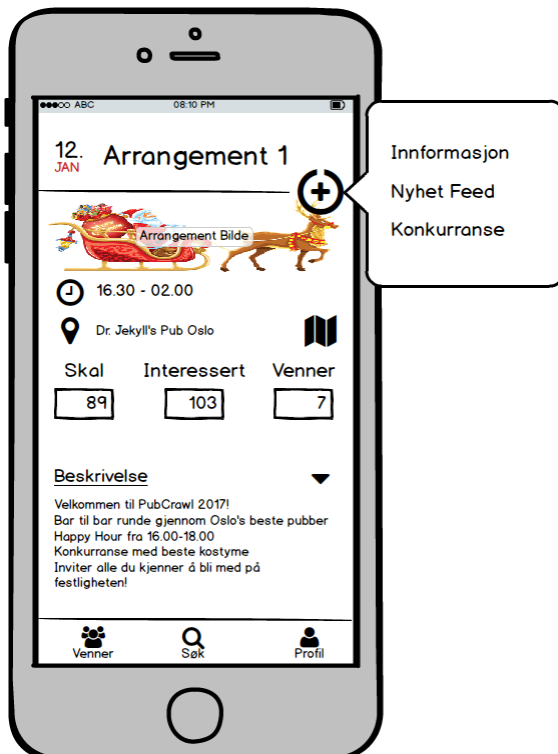 ABC 08:10 PM
12.
JAN
Arrangement 1
Arrangement Bilde
16.30 - 02.00
Dr. Jekyll's Pub Oslo
Skal Interessert Venner
89 103 7
Beskrivelse
Velkommen til PubCrawl 2017!
Bar til bar runde gjennom Oslo's beste pubber
Happy Hour fra 16.00-18.00
Konkurranse med beste kostyme
Inviter alle du kjenner å bli med på
festligheten!
Venner Søk Profil
Innformasjon
Nyhet Feed
Konkurranse